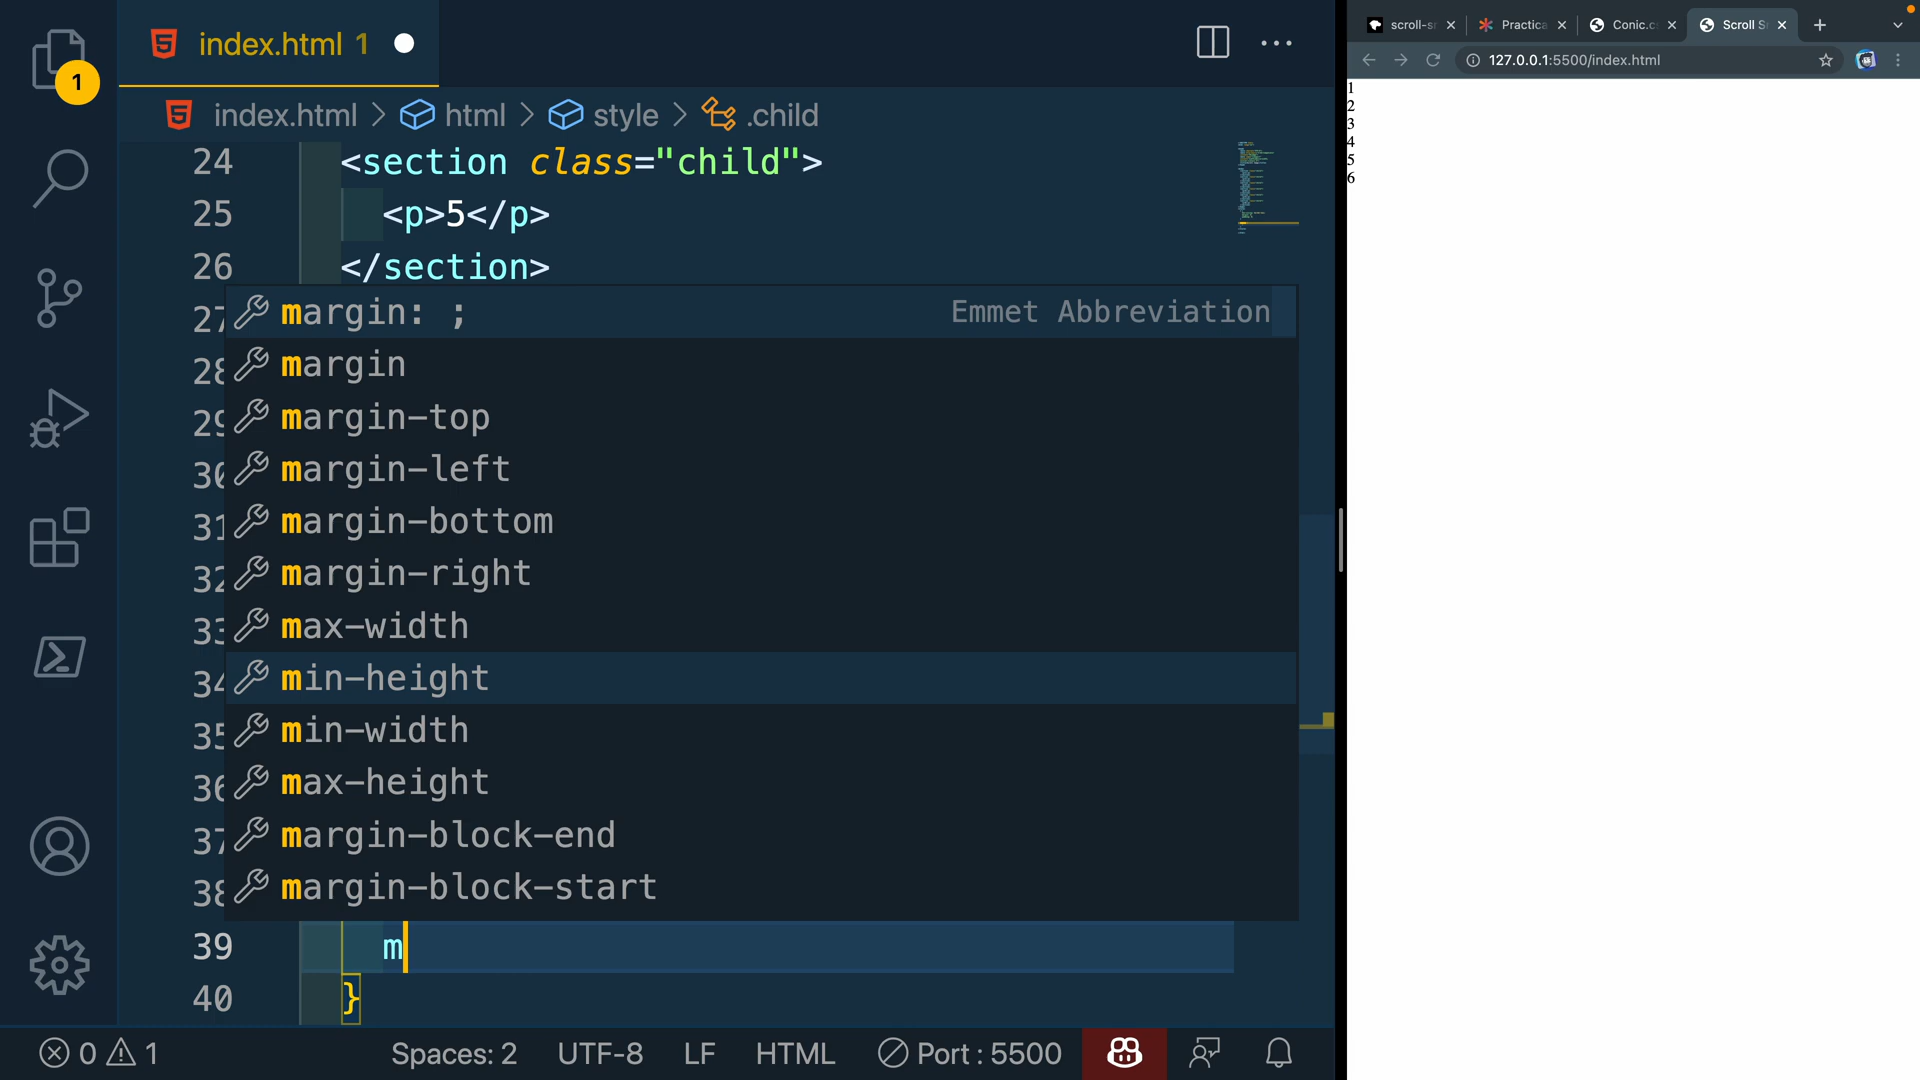 index.html 1
1
index.html > html > style > .child
24 <section class="child">
25 <p>5</p>
26 </section>
27
28
29
30
31
32
33
34
35
36
37
38
margin: ; Emmet Abbreviation
margin
margin-top
margin-left
margin-bottom
margin-right
max-width
min-height
min-width
max-height
margin-block-end
margin-block-start
39 m
40 }
0 1 Spaces: 2 UTF-8 LF HTML Port : 5500
scroll-sn Practica Conic.c Scroll Sn
127.0.0.1:5500/index.html
1
2
3
4
5
6